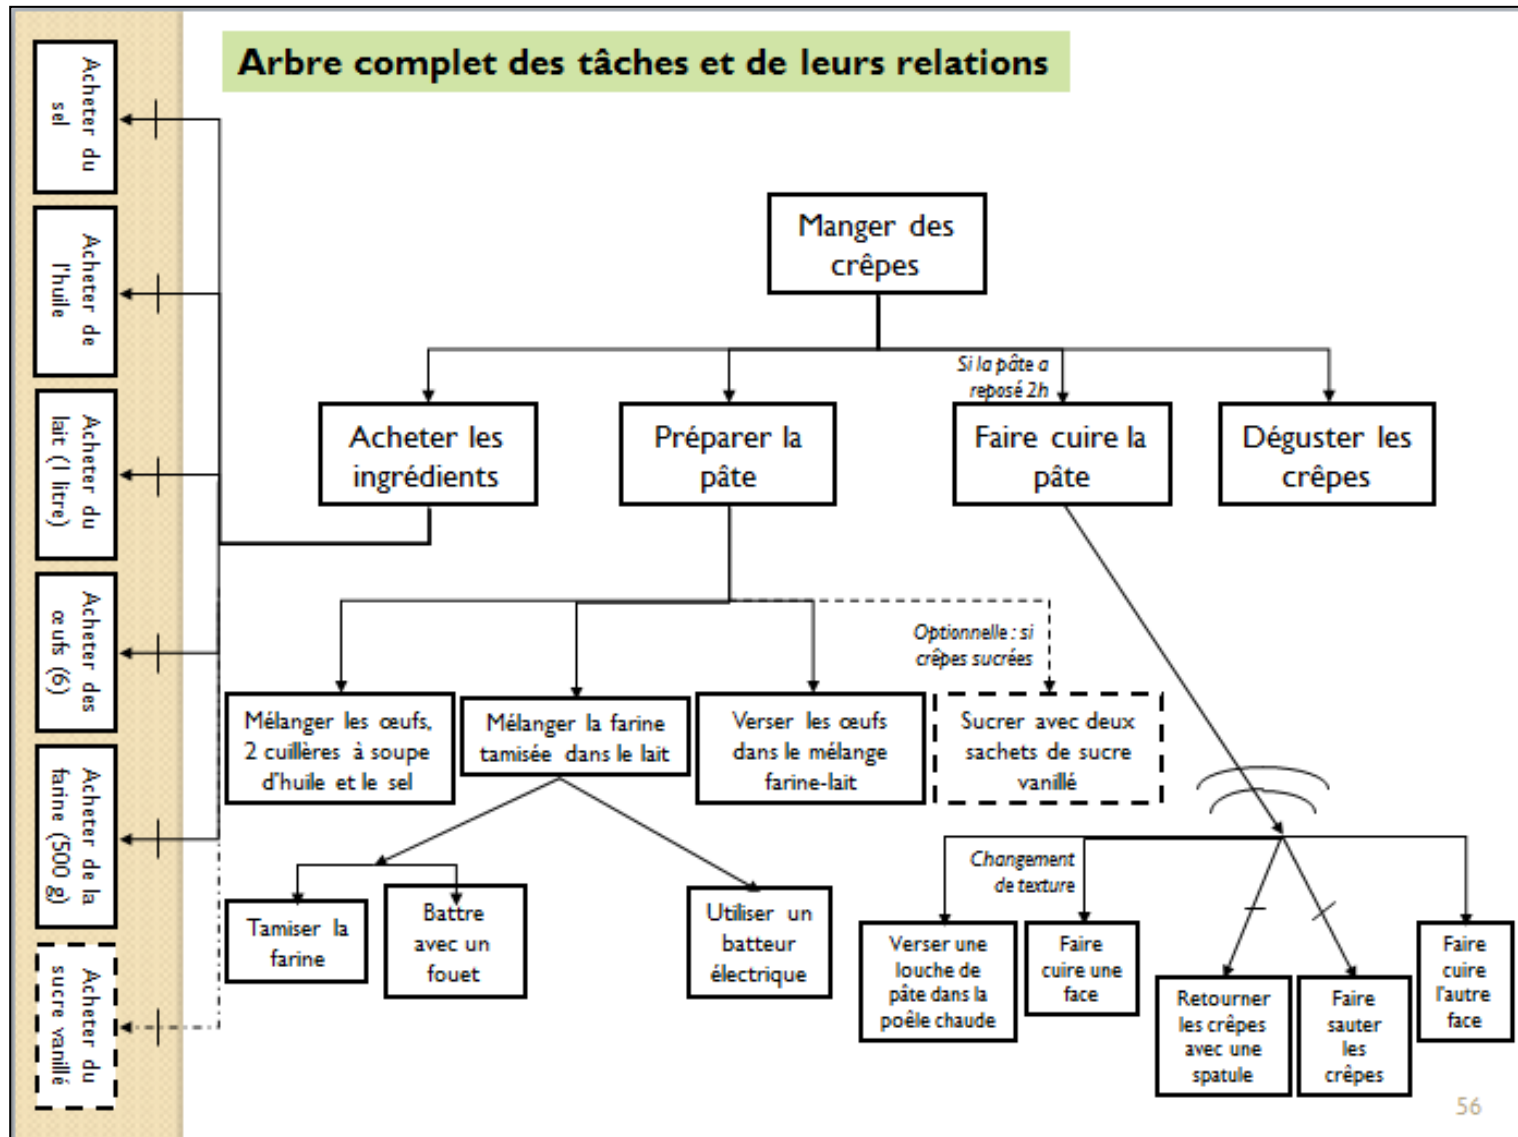 Arbre complet des tâches et de leurs relations
Acheter du
sel
Acheter de
l'huile
Acheter du
lait (1 litre)
Acheter des
œufs (6)
Acheter de la
farine (500 g)
Acheter du
sucre vanillé
Manger des
crêpes
Si la pâte a
reposé 2h
Acheter les
ingrédients
Préparer la
pâte
Faire cuire la
pâte
Déguster les
crêpes
Optionnelle : si
crêpes sucrées
Mélanger les œufs,
2 cuillères à soupe
d'huile et le sel
Mélanger la farine
tamisée dans le lait
Verser les œufs
dans le mélange
farine-lait
Sucrer avec deux
sachets de sucre
vanillé
Changement
de texture
Tamiser la
farine
Battre
avec un
fouet
Utiliser un
batteur
électrique
Verser une
louche de
pâte dans la
poêle chaude
Faire
cuire une
face
Retourner
les crêpes
avec une
spatule
Faire
sauter
les
crêpes
Faire
cuire
l'autre
face
56